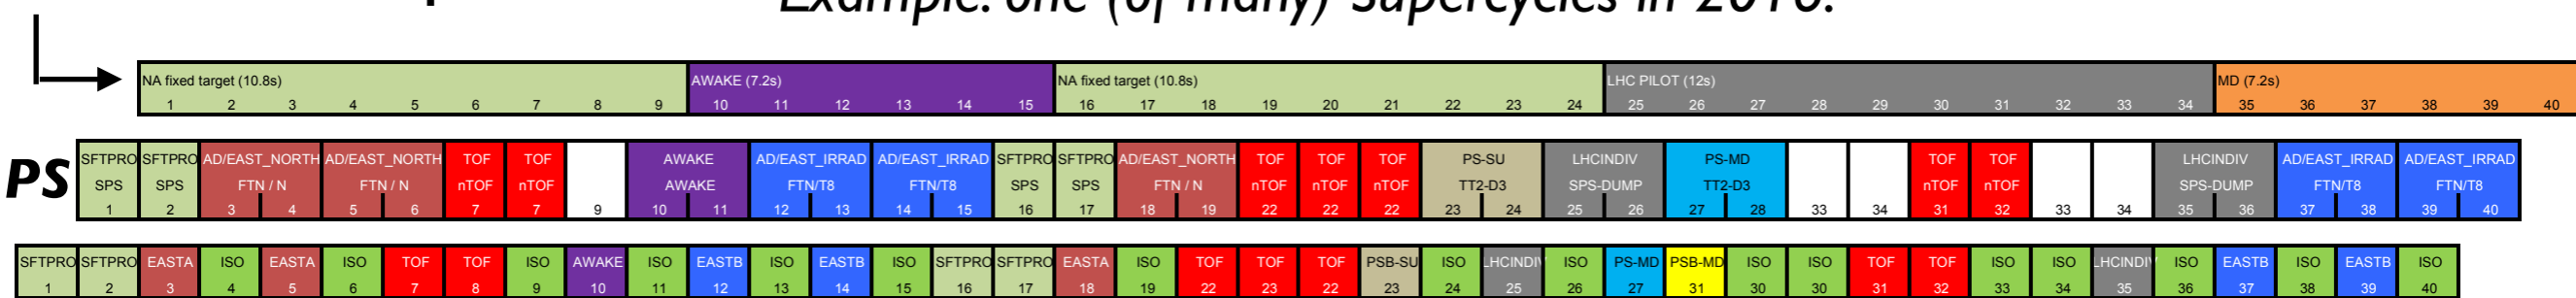 Example: one (of many) Supercycles in 2016:
NA fixed target (10.8s) AWAKE (7.2s) NA fixed target (10.8s) LHC PILOT (12s) MD (7.2s)
1 2 3 4 5 6 7 8 9 10 11 12 13 14 15 16 17 18 19 20 21 22 23 24 25 26 27 28 29 30 31 32 33 34 35 36 37 38 39 40
PS
SFTPRO SFTPRO AD/EAST_NORTH AD/EAST_NORTH TOF TOF AWAKE AD/EAST_IRRAD AD/EAST_IRRAD SFTPRO SFTPRO AD/EAST_NORTH TOF TOF TOF PS-SU LHCINDIV PS-MD TOF TOF LHCINDIV AD/EAST_IRRAD AD/EAST_IRRAD
SPS SPS FTN / N FTN / N nTOF nTOF AWAKE FTN/T8 FTN/T8 SPS SPS FTN / N nTOF nTOF nTOF TT2-D3 SPS-DUMP TT2-D3 nTOF nTOF SPS-DUMP FTN/T8 FTN/T8
1 2 3 4 5 6 7 7 9 10 11 12 13 14 15 16 17 18 19 22 22 22 23 24 25 26 27 28 33 34 31 32 33 34 35 36 37 38 39 40
SFTPRO SFTPRO EASTA ISO EASTA ISO TOF TOF ISO AWAKE ISO EASTB ISO EASTB ISO SFTPRO SFTPRO EASTA ISO TOF TOF TOF PSB-SU ISO LHCINDIV ISO PS-MD PSB-MD ISO ISO TOF TOF ISO ISO LHCINDIV ISO EASTB ISO EASTB ISO
1 2 3 4 5 6 7 8 9 10 11 12 13 14 15 16 17 18 19 22 23 22 23 24 25 26 27 31 30 30 31 32 33 34 35 36 37 38 39 40